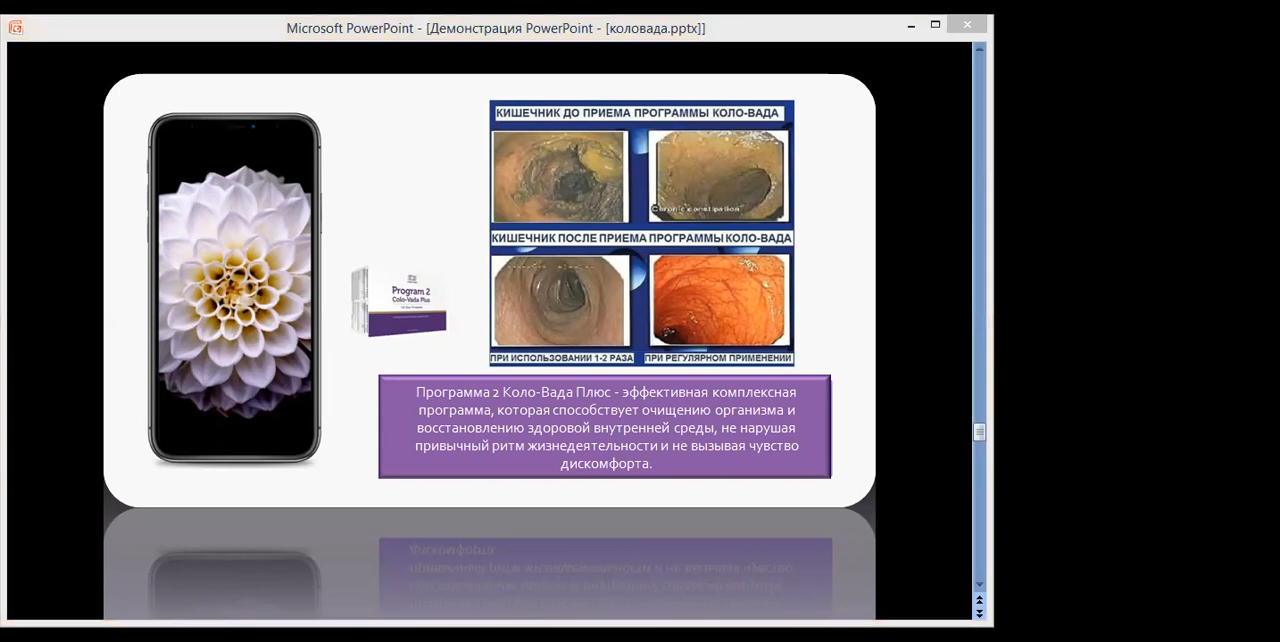 Microsoft PowerPoint - [Демонстрация PowerPoint - [коловада.pptx]]
КИШЕЧНИК ДО ПРИЕМА ПРОГРАММЫ КОЛО-ВАДА
Cronic constipation
КИШЕЧНИК ПОСЛЕ ПРИЕМА ПРОГРАММЫ КОЛО-ВАДА
ПРИ ИСПОЛЬЗОВАНИИ 1-2 РАЗА
ПРИ РЕГУЛЯРНОМ ПРИМЕНЕНИИ
Program 2
Colo-Vada Plus
Программа 2 Коло-Вада Плюс - эффективная комплексная
программа, которая способствует очищению организма и
восстановлению здоровой внутренней среды, не нарушая
привычный ритм жизнедеятельности и не вызывая чувство
дискомфорта.